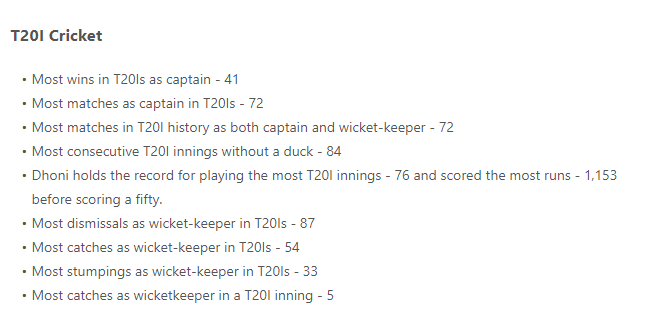 T20I Cricket
• Most wins in T20Is as captain - 41
• Most matches as captain in T20Is - 72
• Most matches in T20I history as both captain and wicket-keeper - 72
• Most consecutive T20I innings without a duck - 84
• Dhoni holds the record for playing the most T20I innings - 76 and scored the most runs - 1,153
before scoring a fifty.
• Most dismissals as wicket-keeper in T20Is - 87
• Most catches as wicket-keeper in T20Is - 54
• Most stumpings as wicket-keeper in T20Is - 33
• Most catches as wicketkeeper in a T20I inning - 5